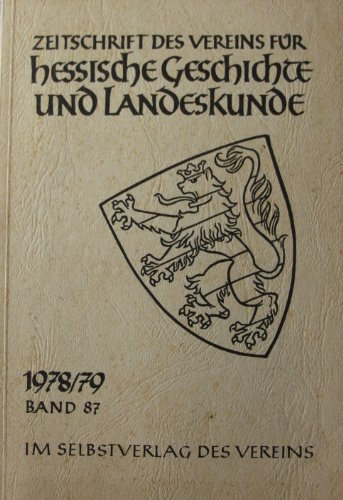 ZEITSCHRIFT DES VEREINS FÜR
hessische Geschichte
und Landeskunde
1978/79
BAND 87
IM SELBSTVERLAG DES VEREINS